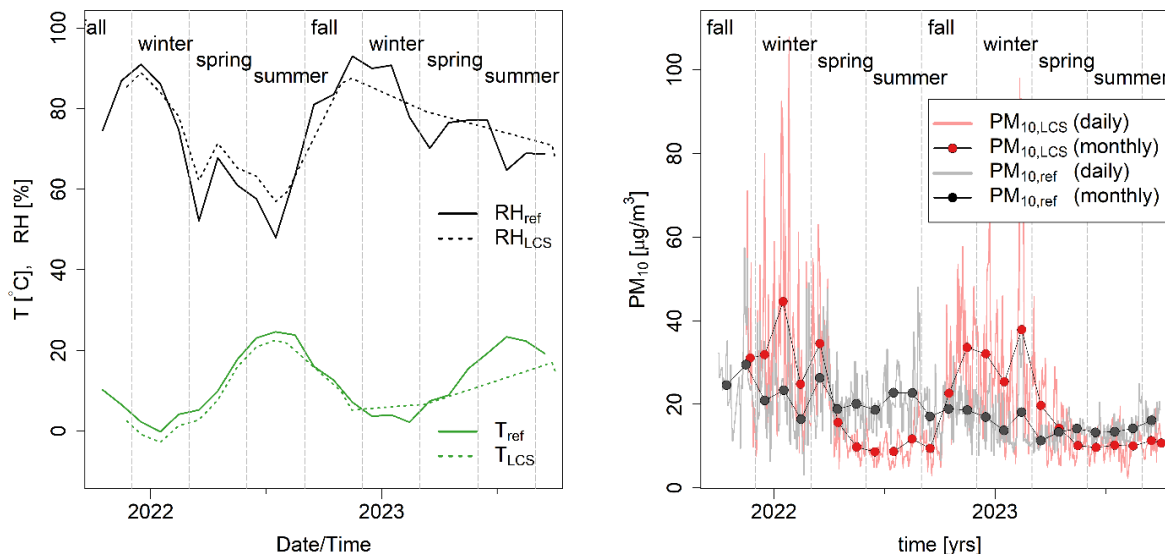 fall
winter
spring
summer
fall
winter
spring
summer
100
80
60
40
20
0
T [°C], RH [%]
RHref
RHLCS
Tref
TLCS
2022
2023
Date/Time
fall
winter
spring
summer
fall
winter
spring
summer
100
80
60
40
20
0
PM10 [μg/m³]
PM10,LCS (daily)
PM10,LCS (monthly)
PM10,ref (daily)
PM10,ref (monthly)
2022
2023
time [yrs]